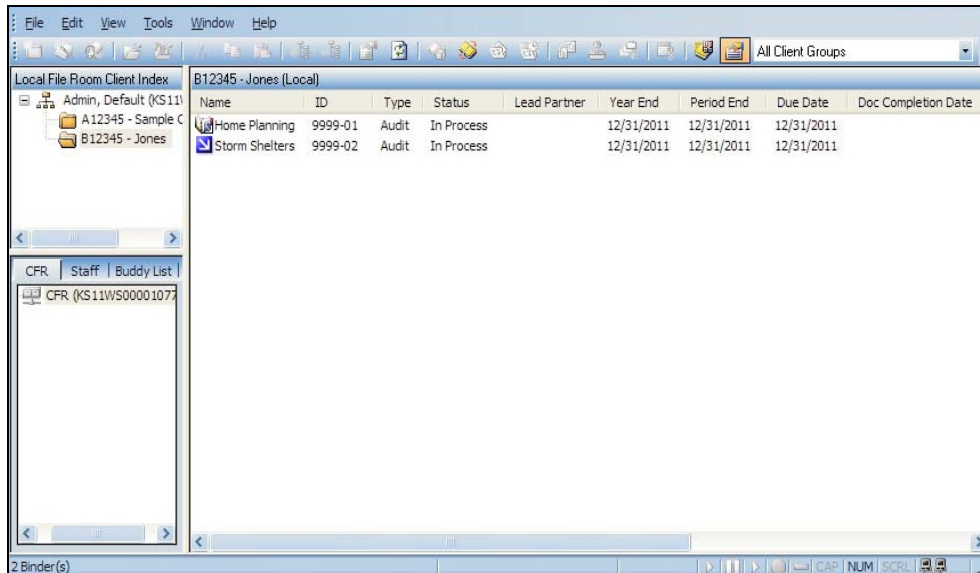 File Edit View Tools Window Help
All Client Groups
Local File Room Client Index
Admin, Default (KS11
A12345 - Sample C
B12345 - Jones
CFR Staff Buddy List
CFR (KS11WS00001077
B12345 - Jones (Local)
Name ID Type Status Lead Partner Year End Period End Due Date Doc Completion Date
Home Planning 9999-01 Audit In Process 12/31/2011 12/31/2011 12/31/2011
Storm Shelters 9999-02 Audit In Process 12/31/2011 12/31/2011 12/31/2011
2 Binder(s) CAP NUM SCRL